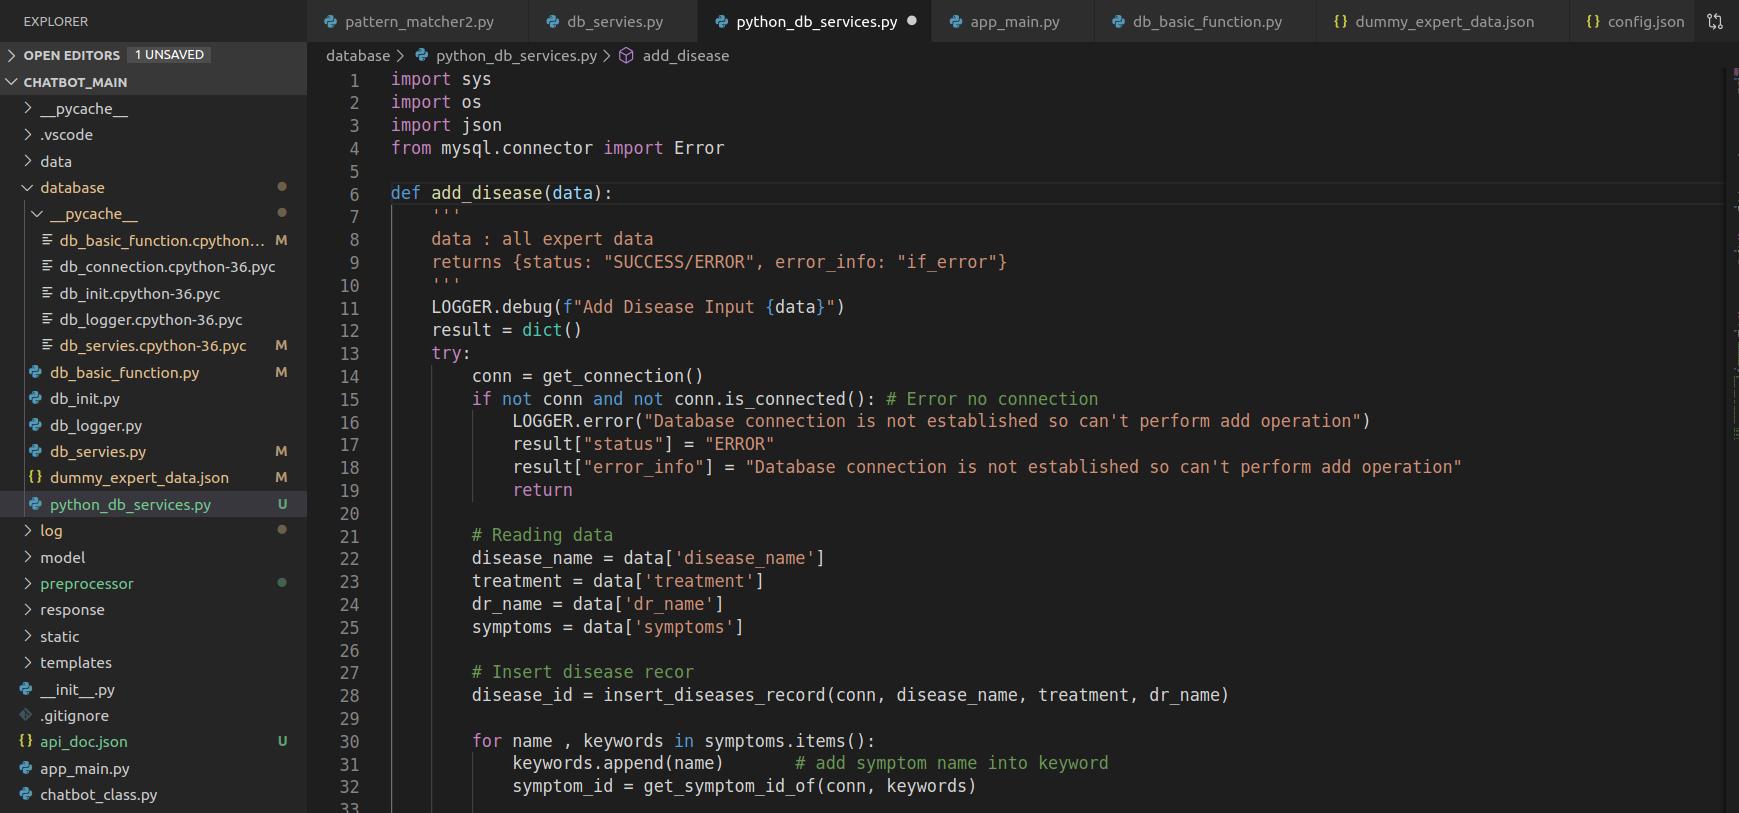 EXPLORER
OPEN EDITORS 1 UNSAVED
CHATBOT_MAIN
__pycache__
.vscode
data
database
__pycache__
db_basic_function.cpython... M
db_connection.cpython-36.pyc
db_init.cpython-36.pyc
db_logger.cpython-36.pyc
db_servies.cpython-36.pyc M
db_basic_function.py M
db_init.py
db_logger.py
db_servies.py M
{} dummy_expert_data.json M
python_db_services.py U
log
model
preprocessor
response
static
templates
__init__.py
.gitignore
{} api_doc.json U
app_main.py
chatbot_class.py
pattern_matcher2.py db_servies.py python_db_services.py app_main.py db_basic_function.py {} dummy_expert_data.json {} config.json
database > python_db_services.py > add_disease
1 import sys
2 import os
3 import json
4 from mysql.connector import Error
5
6 def add_disease(data):
7     '''
8     data : all expert data
9     returns {status: "SUCCESS/ERROR", error_info: "if_error"}
10     '''
11     LOGGER.debug(f"Add Disease Input {data}")
12     result = dict()
13     try:
14         conn = get_connection()
15         if not conn and not conn.is_connected(): # Error no connection
16             LOGGER.error("Database connection is not established so can't perform add operation")
17             result["status"] = "ERROR"
18             result["error_info"] = "Database connection is not established so can't perform add operation"
19             return
20
21         # Reading data
22         disease_name = data['disease_name']
23         treatment = data['treatment']
24         dr_name = data['dr_name']
25         symptoms = data['symptoms']
26
27         # Insert disease recor
28         disease_id = insert_diseases_record(conn, disease_name, treatment, dr_name)
29
30         for name , keywords in symptoms.items():
31             keywords.append(name)       # add symptom name into keyword
32             symptom_id = get_symptom_id_of(conn, keywords)
33